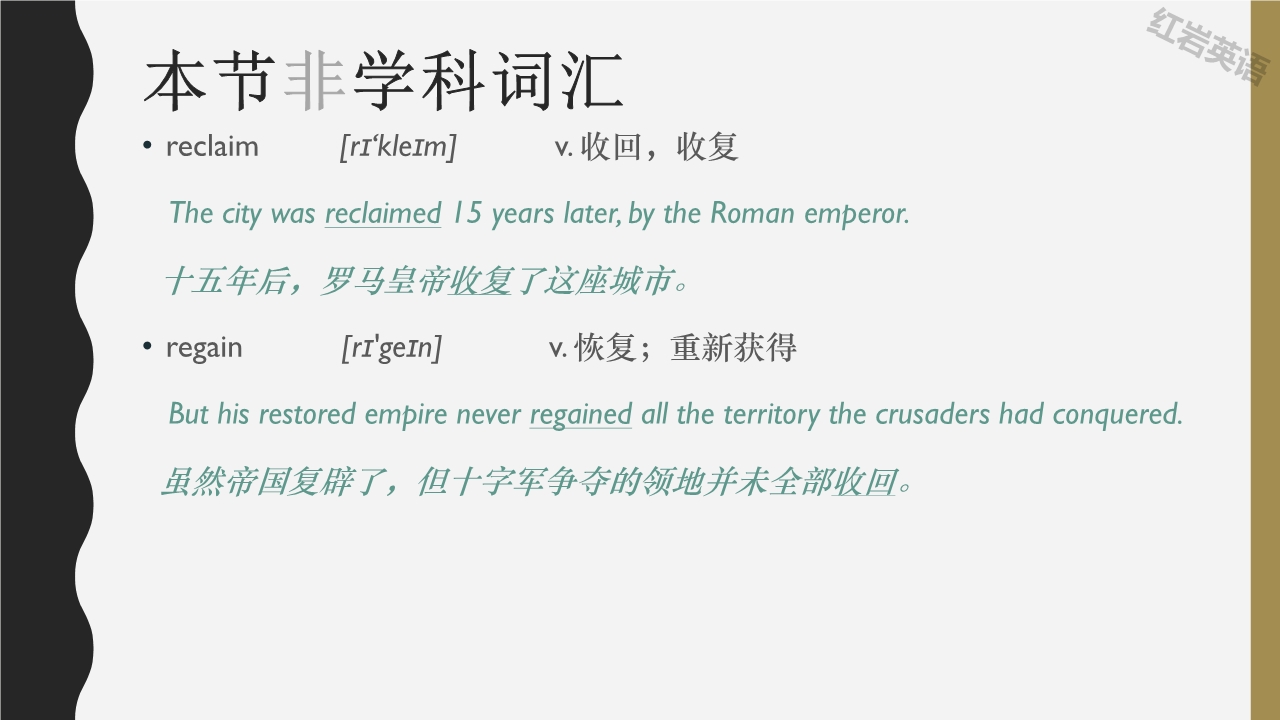 红岩英语
本节非学科词汇
• reclaim [rɪ‘kleɪm] v. 收回，收复
The city was reclaimed 15 years later, by the Roman emperor.
十五年后，罗马皇帝收复了这座城市。
• regain [rɪ'geɪn] v. 恢复；重新获得
But his restored empire never regained all the territory the crusaders had conquered.
虽然帝国复辟了，但十字军争夺的领地并未全部收回。